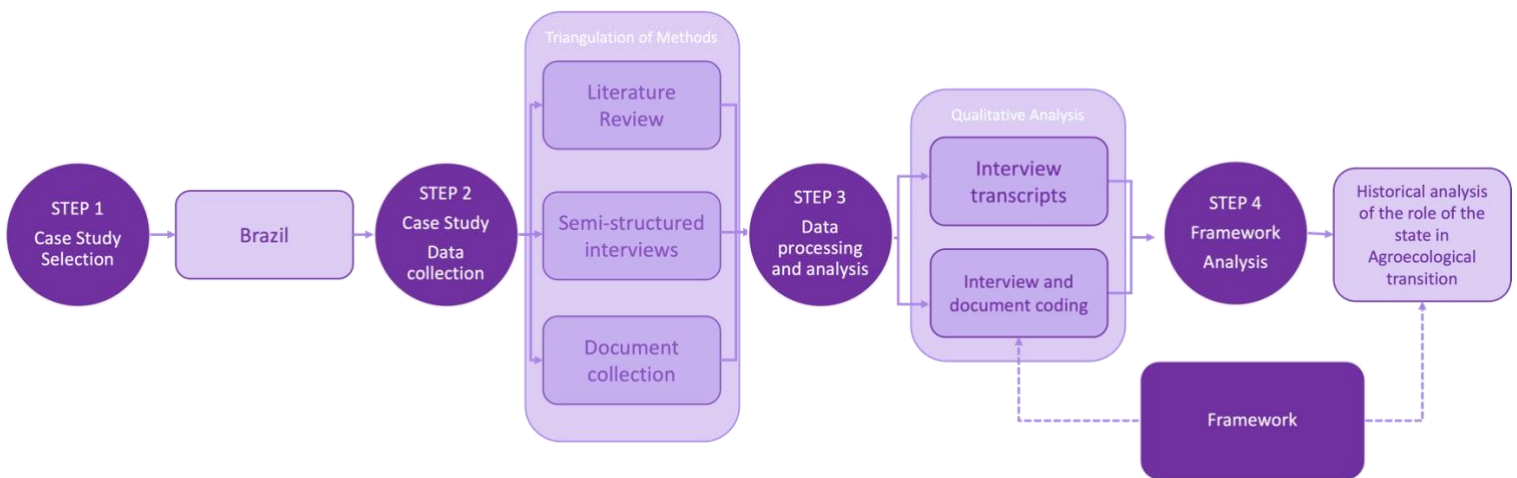 STEP 1
Case Study
Selection
Brazil
STEP 2
Case Study
Data
collection
Triangulation of Methods
Literature
Review
Semi-structured
interviews
Document
collection
STEP 3
Data
processing
and analysis
Qualitative Analysis
Interview
transcripts
Interview and
document coding
STEP 4
Framework
Analysis
Historical analysis
of the role of the
state in
Agroecological
transition
Framework